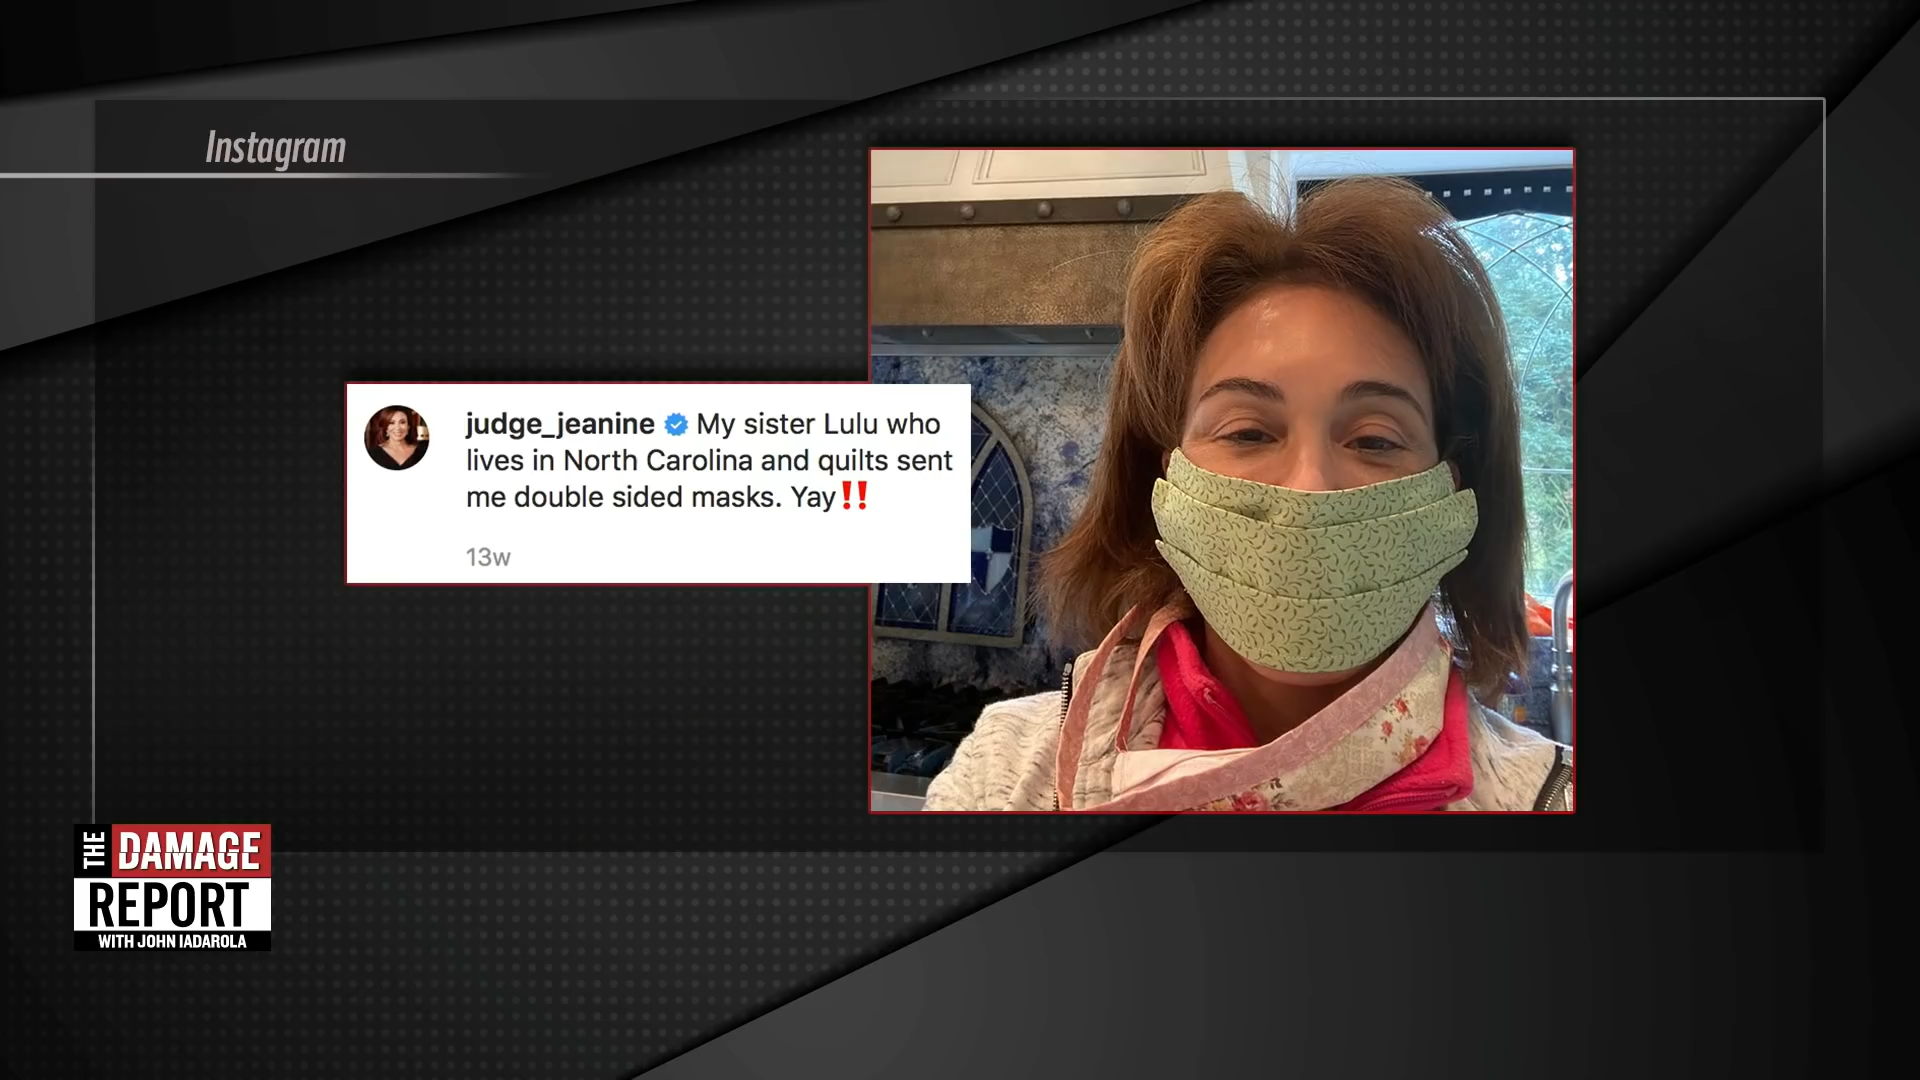 Instagram
judge_jeanine My sister Lulu who
lives in North Carolina and quilts sent
me double sided masks. Yay‼️
13w
THE DAMAGE
REPORT
WITH JOHN IADAROLA